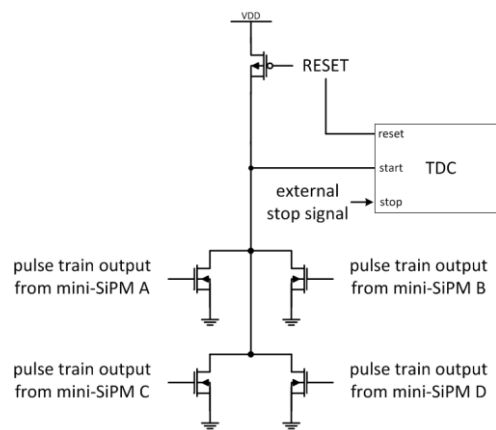 VDD
RESET
reset
start
TDC
external
stop signal
stop
pulse train output
from mini-SiPM A
pulse train output
from mini-SiPM B
pulse train output
from mini-SiPM C
pulse train output
from mini-SiPM D